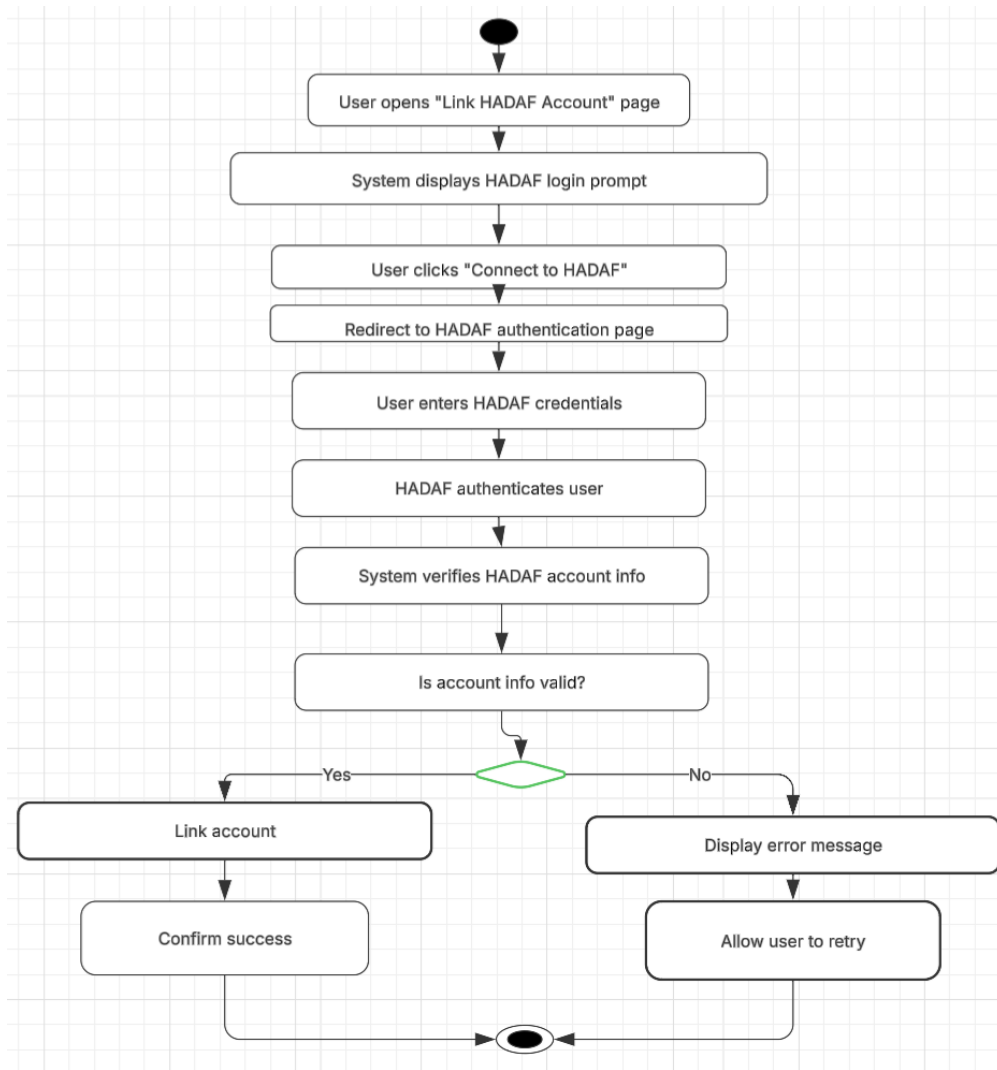 User opens "Link HADAF Account" page
System displays HADAF login prompt
User clicks "Connect to HADAF"
Redirect to HADAF authentication page
User enters HADAF credentials
HADAF authenticates user
System verifies HADAF account info
Is account info valid?
Yes
No
Link account
Display error message
Confirm success
Allow user to retry